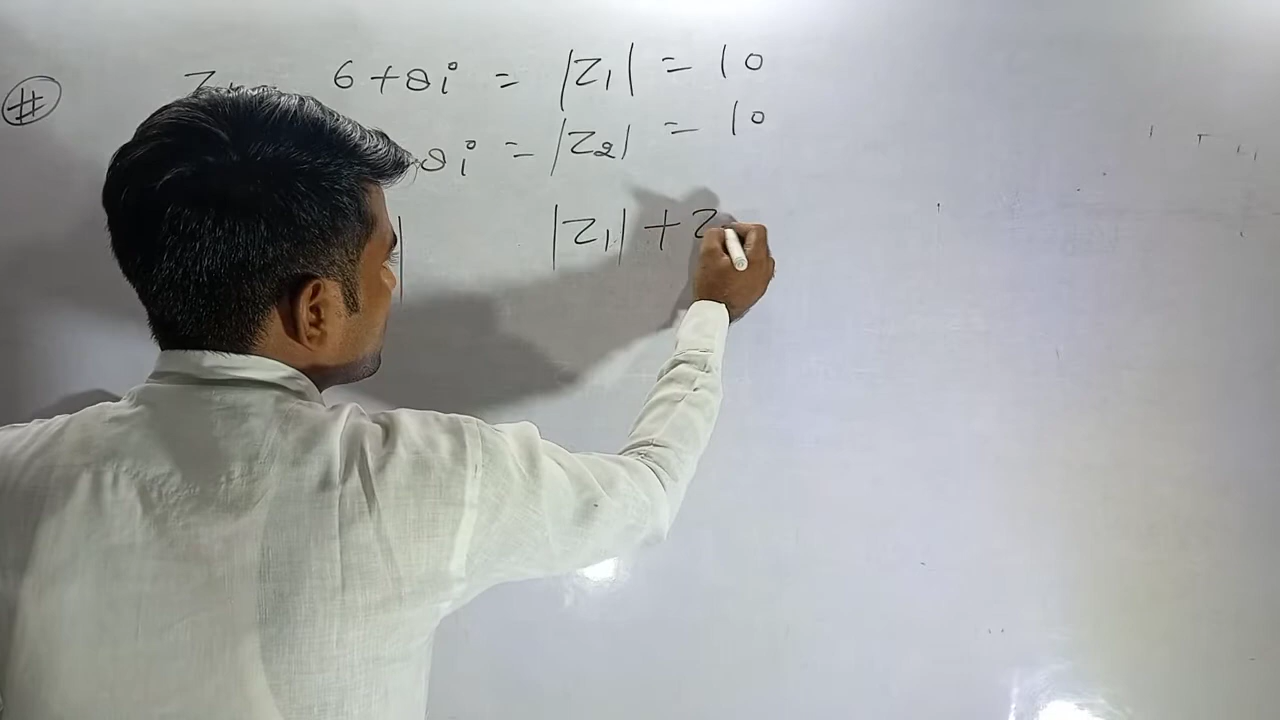 # 6 + 8i = |z₁| = 10
8i = |z₂| = 10
| |z₁| + z